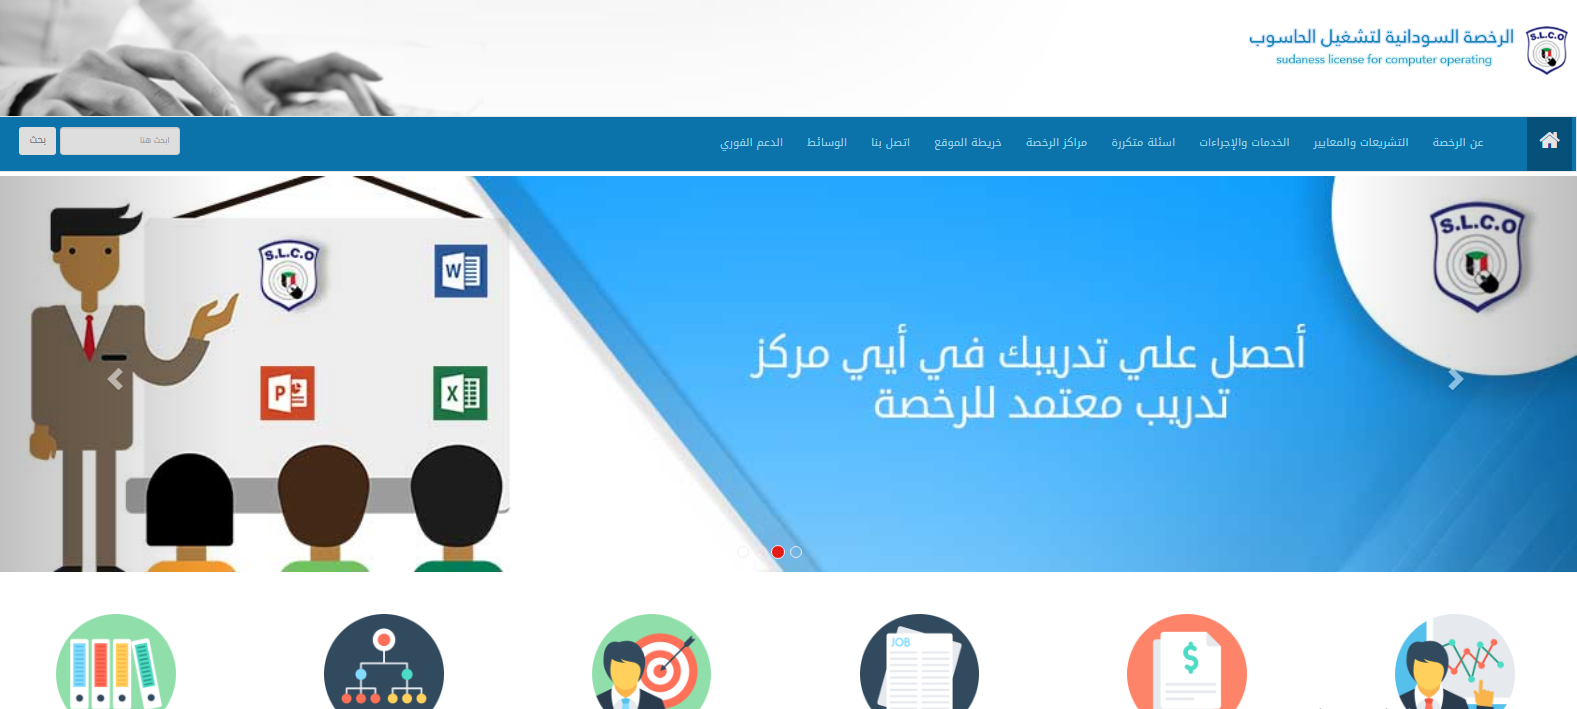 الرخصة السودانية لتشغيل الحاسوب
sudaness license for computer operating
S.L.C.O
عن الرخصة
التشريعات والمعايير
الخدمات والإجراءات
اسئلة متكررة
مراكز الرخصة
خريطة الموقع
اتصل بنا
الوسائط
الدعم الفوري
ابحث هنا
بحث
S.L.C.O
أحصل علي تدريبك في أيي مركز
تدريب معتمد للرخصة
S.L.C.O
W
P
X
JOB
$